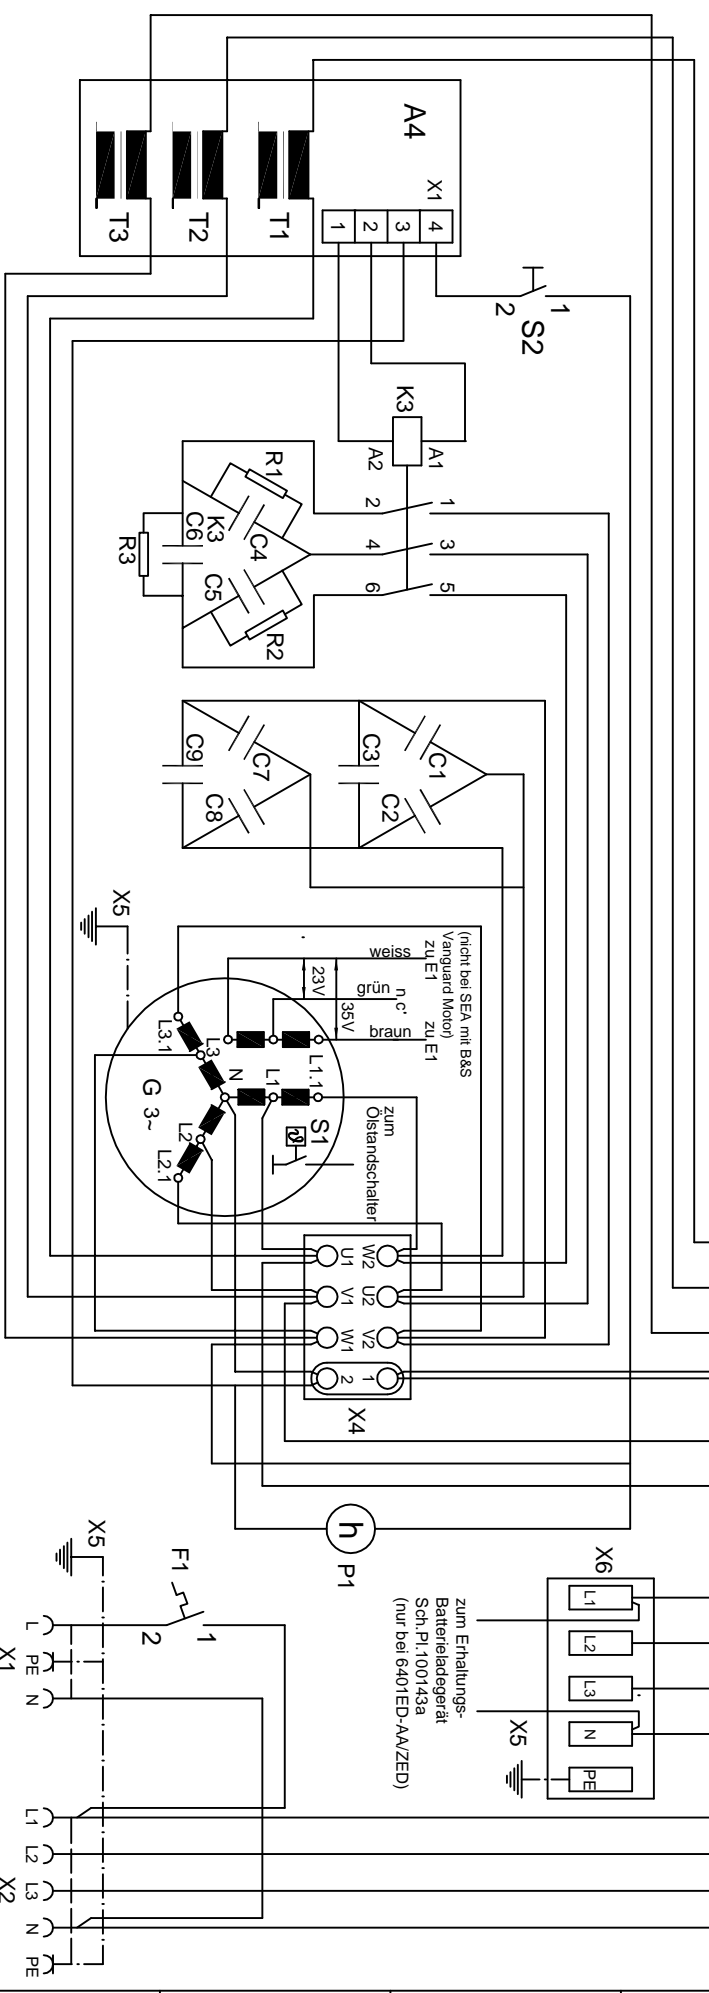 A4
X1
1
2
3
4
T3
T2
T1
1
2
S2
K3
A2
A1
R1
2
1
K3
C4
C6
4
3
R3
C5
6
5
R2
C3
C1
C9
C7
C2
C8
X5
(nicht bei SEA mit B&S
Vanguard Motor)
weiss
zu E1
23V
grün n.c'
35V
braun
zu E1
L3.1
L3
N
L1
L1.1
G
3~
L2
L2.1
S1
zum
Ölstandschalter
U1
W2
V1
U2
W1
V2
2
1
X4
h
P1
X5
F1
2
1
X6
L1
L2
L3
N
PE
X5
zum Erhaltungs-
Batterieladegerät
Sch.Pl.100143a
(nur bei 6401ED-AA/ZED)
L
PE
N
X1
L1
L2
L3
N
PE
X2